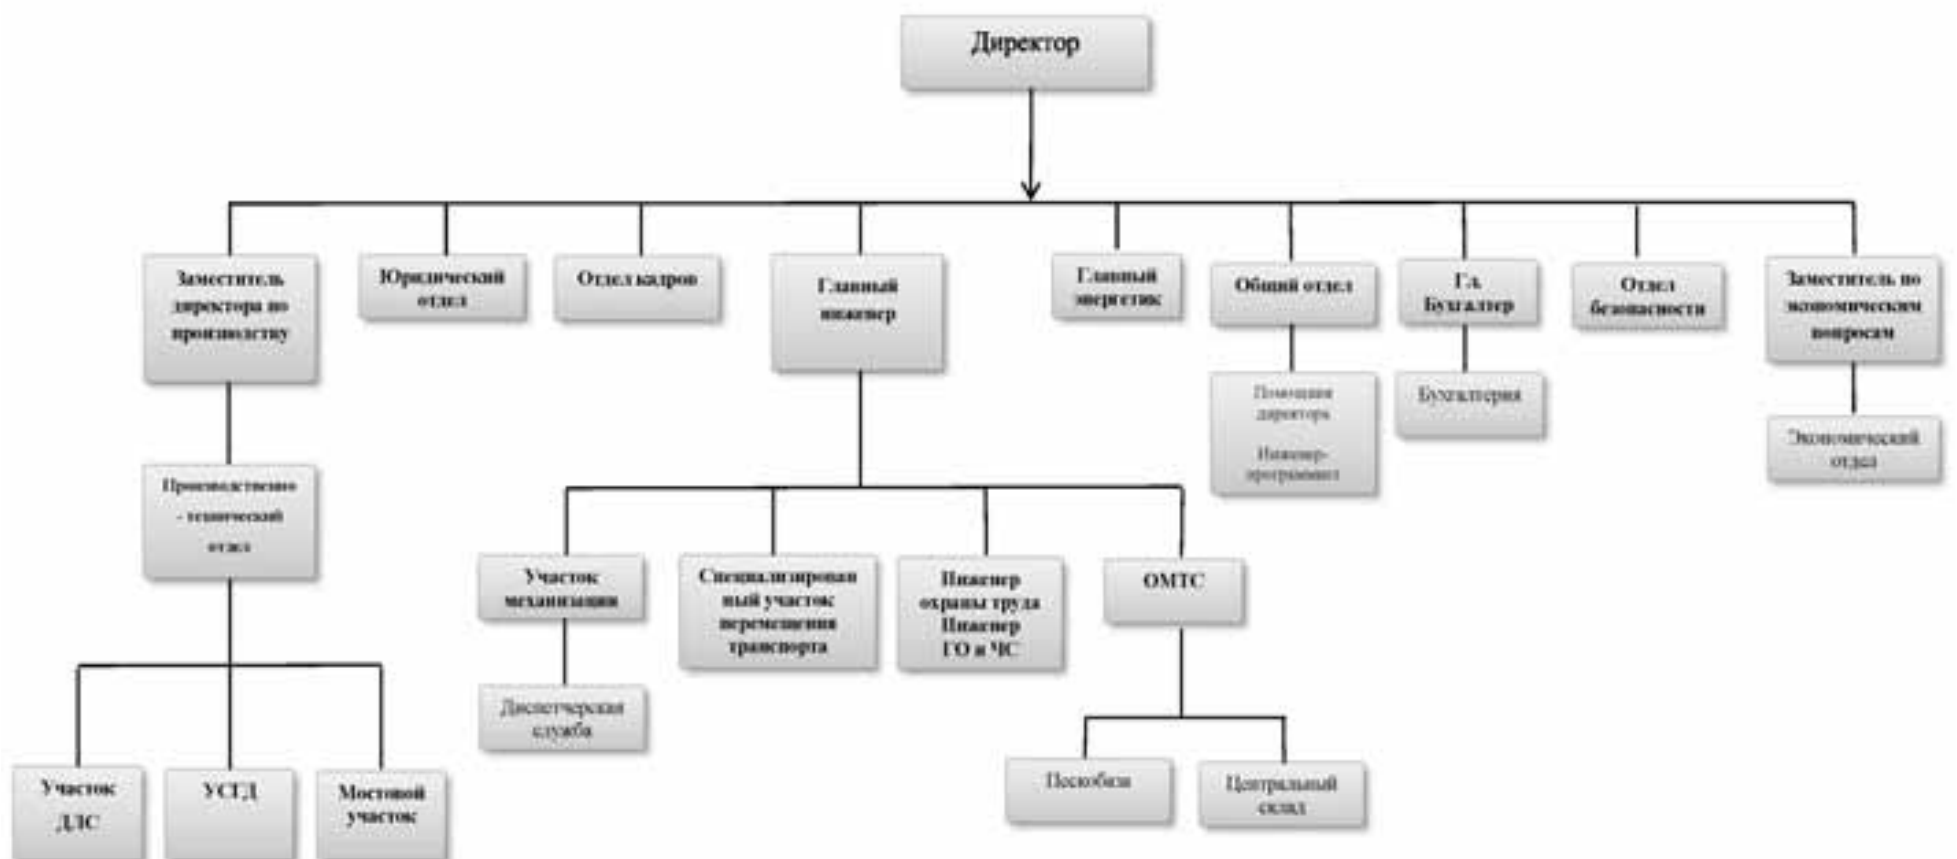 Директор
Заместитель
директора по
производству
Юридический
отдел
Отдел кадров
Главный
инженер
Главный
энергетик
Общий отдел
Гл.
Бухгалтер
Отдел
безопасности
Заместитель по
экономическим
вопросам
Помощник
директора
Инженер-
программист
Бухгалтерия
Экономический
отдел
Производственно
- технический
отдел
Участок
механизации
Специализирован
ный участок
перемещения
транспорта
Инженер
охраны труда
Инженер
ГО и ЧС
ОМТС
Диспетчерская
служба
Пескобаза
Центральный
склад
Участок
ДЛС
УСГД
Мостовой
участок